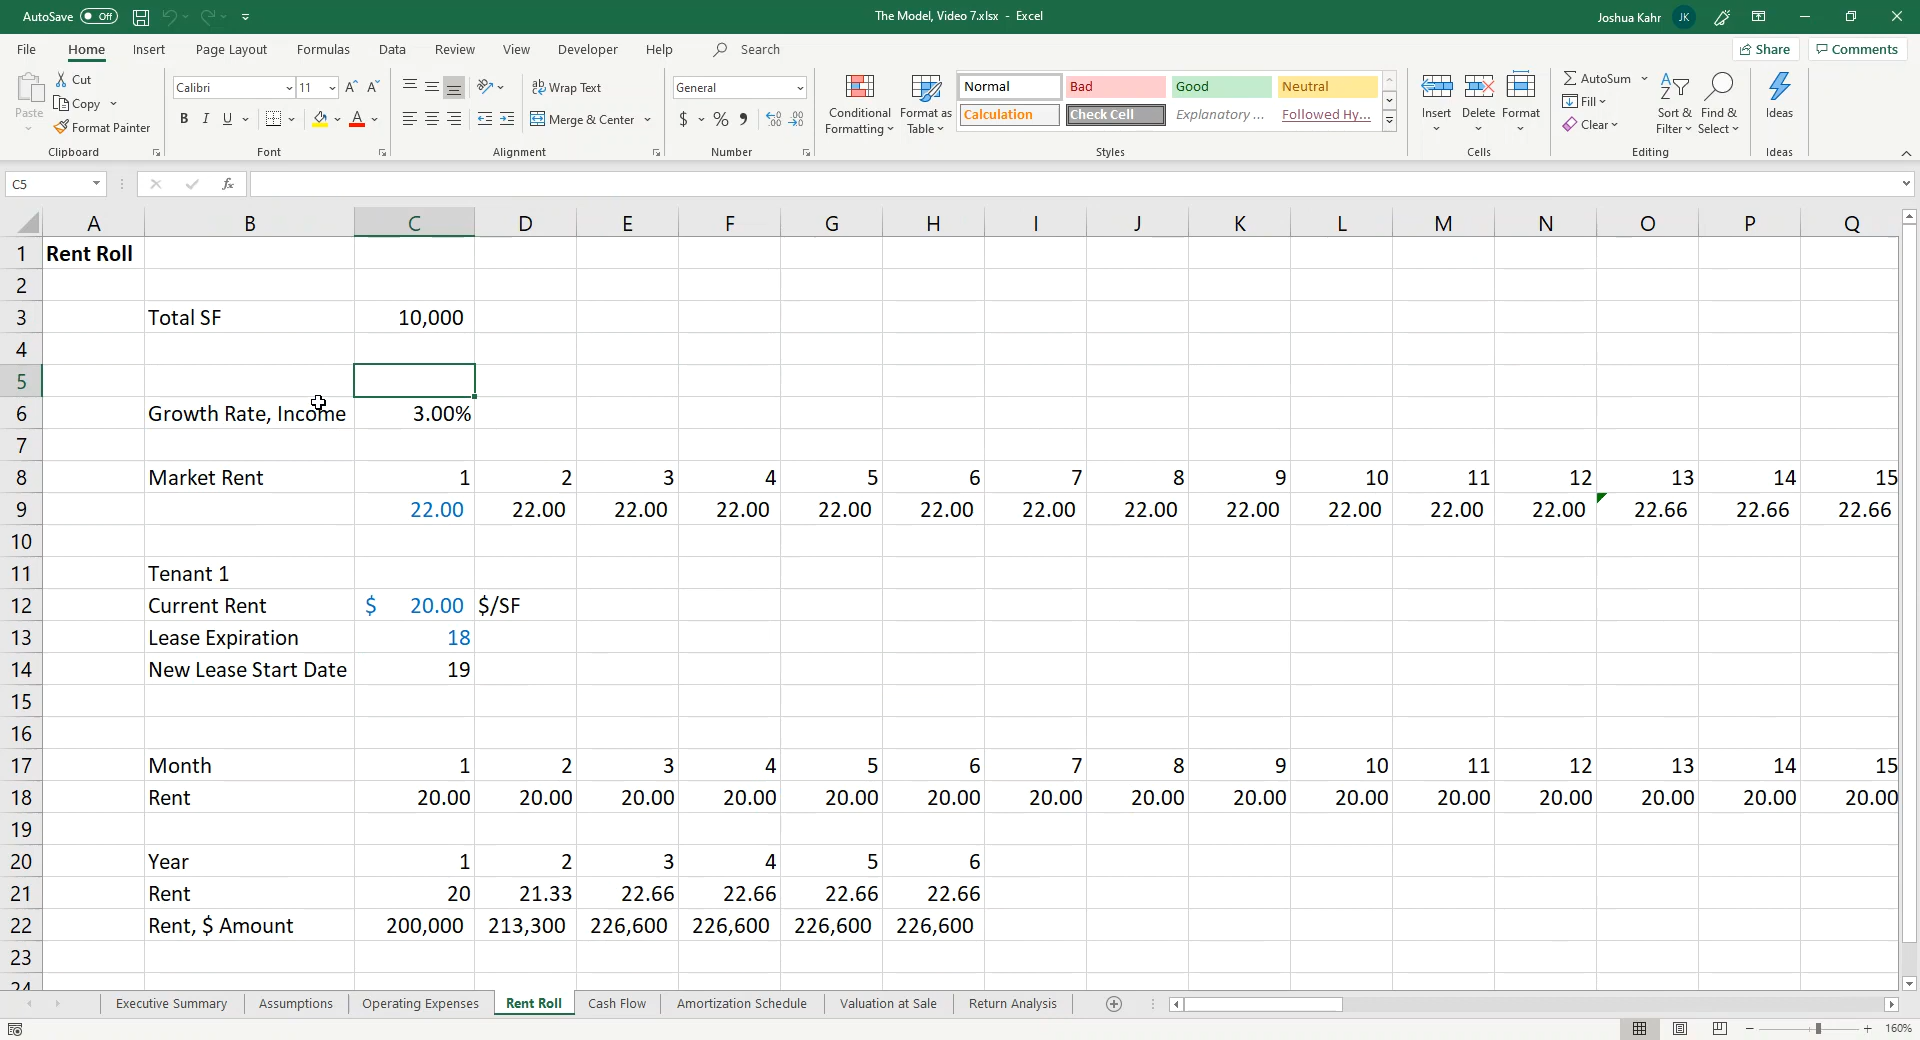 AutoSave Off The Model, Video 7.xlsx - Excel Joshua Kahr JK
File Home Insert Page Layout Formulas Data Review View Developer Help Search Share Comments
Paste Cut Copy Format Painter Clipboard
Calibri 11 A^ A˅ B I U A Font
ab Wrap Text Merge & Center Alignment
General $ % , Number
Conditional Formatting Format as Table Normal Bad Good Neutral
Calculation Check Cell Explanatory ... Followed Hy... Styles
Insert Delete Format Cells
AutoSum Fill Clear Sort & Filter Find & Select Editing
Ideas Ideas
C5 fx
A B C D E F G H I J K L M N O P Q
1 Rent Roll
2
3 Total SF 10,000
4
5
6 Growth Rate, Income 3.00%
7
8 Market Rent 1 2 3 4 5 6 7 8 9 10 11 12 13 14 15
9 22.00 22.00 22.00 22.00 22.00 22.00 22.00 22.00 22.00 22.00 22.00 22.00 22.66 22.66 22.66
10
11 Tenant 1
12 Current Rent $ 20.00 $/SF
13 Lease Expiration 18
14 New Lease Start Date 19
15
16
17 Month 1 2 3 4 5 6 7 8 9 10 11 12 13 14 15
18 Rent 20.00 20.00 20.00 20.00 20.00 20.00 20.00 20.00 20.00 20.00 20.00 20.00 20.00 20.00 20.00
19
20 Year 1 2 3 4 5 6
21 Rent 20 21.33 22.66 22.66 22.66 22.66
22 Rent, $ Amount 200,000 213,300 226,600 226,600 226,600 226,600
23
24
Executive Summary Assumptions Operating Expenses Rent Roll Cash Flow Amortization Schedule Valuation at Sale Return Analysis
160%